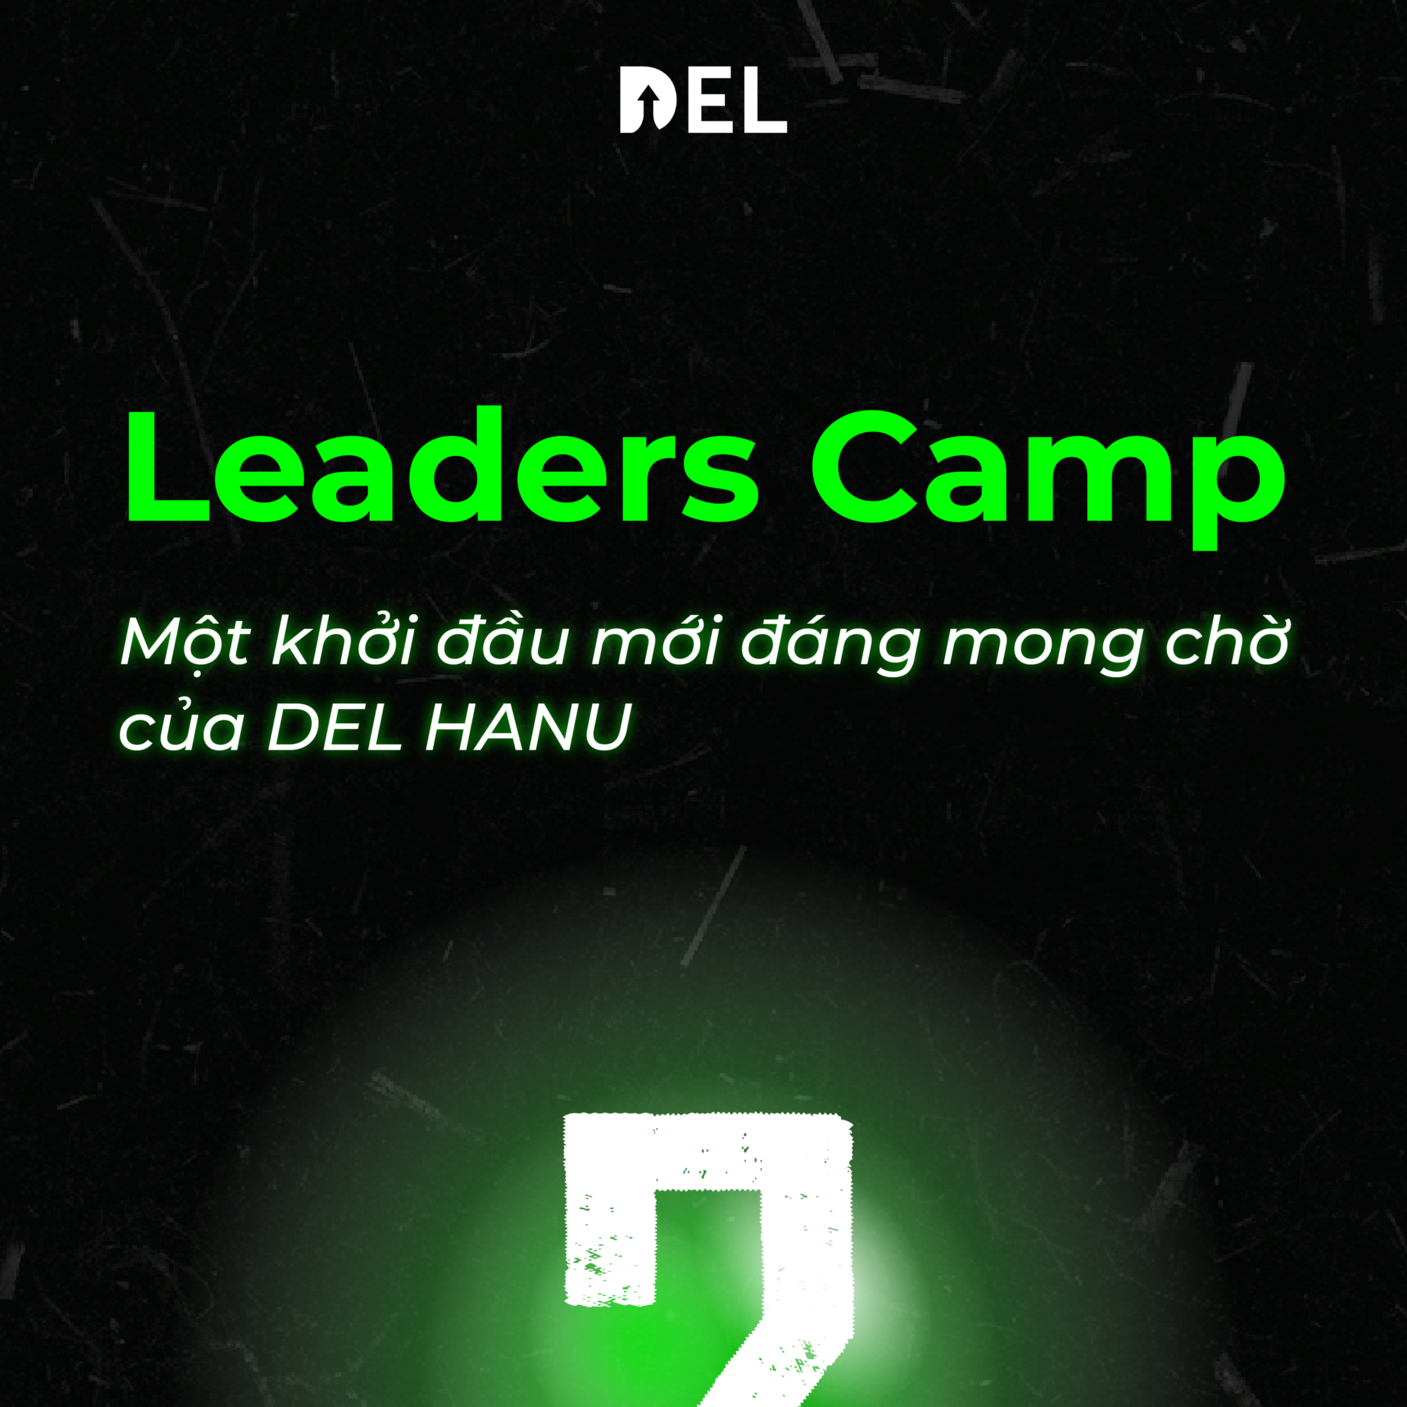 DEL
Leaders Camp
Một khởi đầu mới đáng mong chờ
của DEL HANU